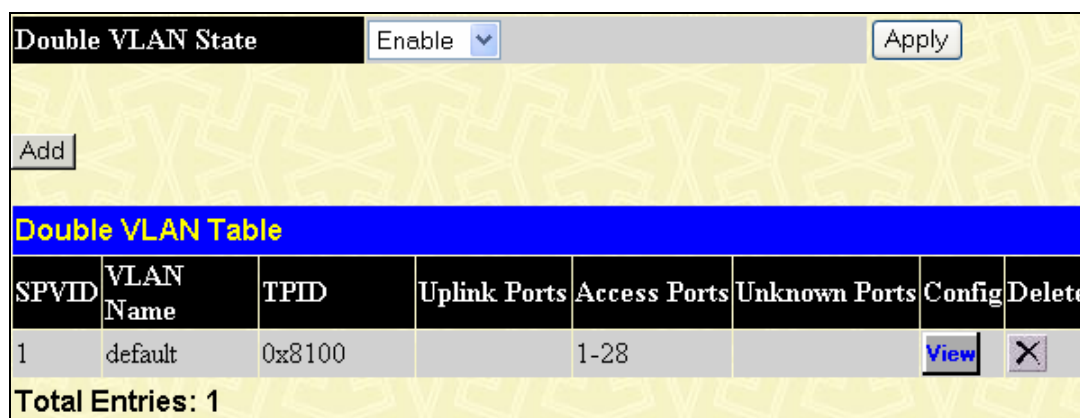 Double VLAN State Enable Apply
Add
Double VLAN Table
SPVID VLAN Name TPID Uplink Ports Access Ports Unknown Ports Config Delete
1 default 0x8100 1-28 View X
Total Entries: 1